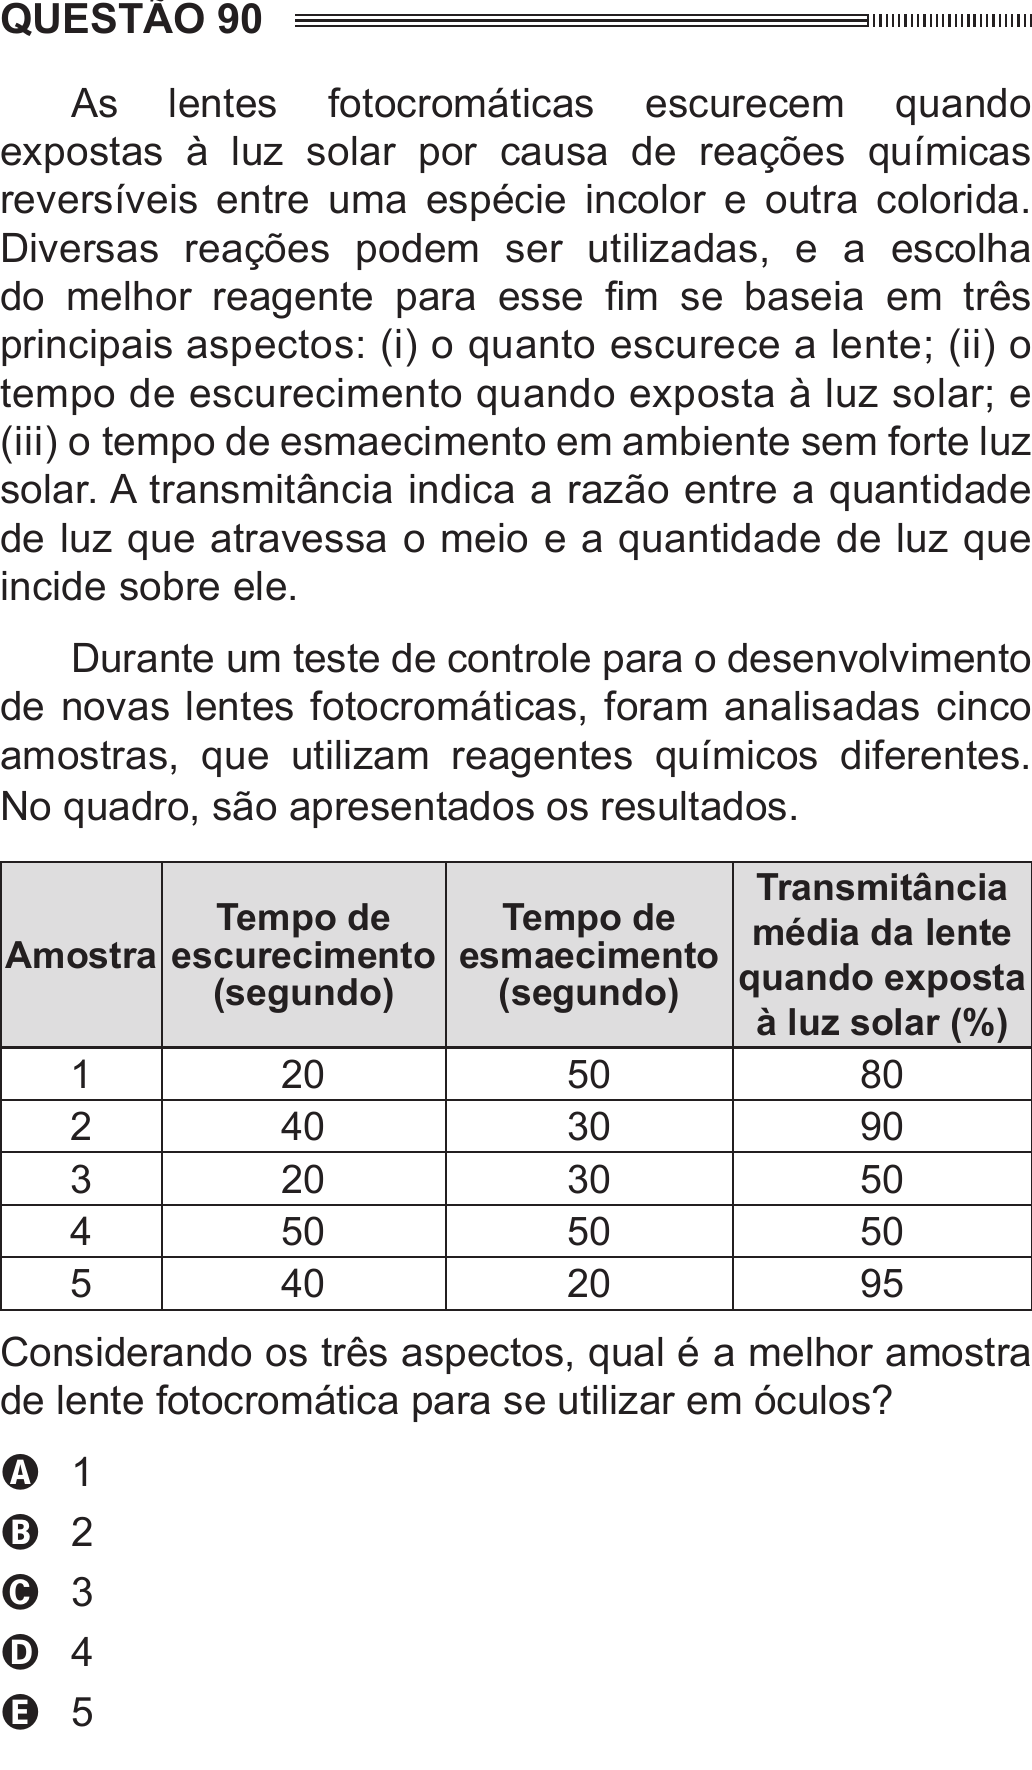 QUESTÃO 90
As lentes fotocromáticas escurecem quando
expostas à luz solar por causa de reações químicas
reversíveis entre uma espécie incolor e outra colorida.
Diversas reações podem ser utilizadas, e a escolha
do melhor reagente para esse fim se baseia em três
principais aspectos: (i) o quanto escurece a lente; (ii) o
tempo de escurecimento quando exposta à luz solar; e
(iii) o tempo de esmaecimento em ambiente sem forte luz
solar. A transmitância indica a razão entre a quantidade
de luz que atravessa o meio e a quantidade de luz que
incide sobre ele.
Durante um teste de controle para o desenvolvimento
de novas lentes fotocromáticas, foram analisadas cinco
amostras, que utilizam reagentes químicos diferentes.
No quadro, são apresentados os resultados.
Amostra
Tempo de
escurecimento
(segundo)
Tempo de
esmaecimento
(segundo)
Transmitância
média da lente
quando exposta
à luz solar (%)
1 20 50 80
2 40 30 90
3 20 30 50
4 50 50 50
5 40 20 95
Considerando os três aspectos, qual é a melhor amostra
de lente fotocromática para se utilizar em óculos?
A 1
B 2
C 3
D 4
E 5